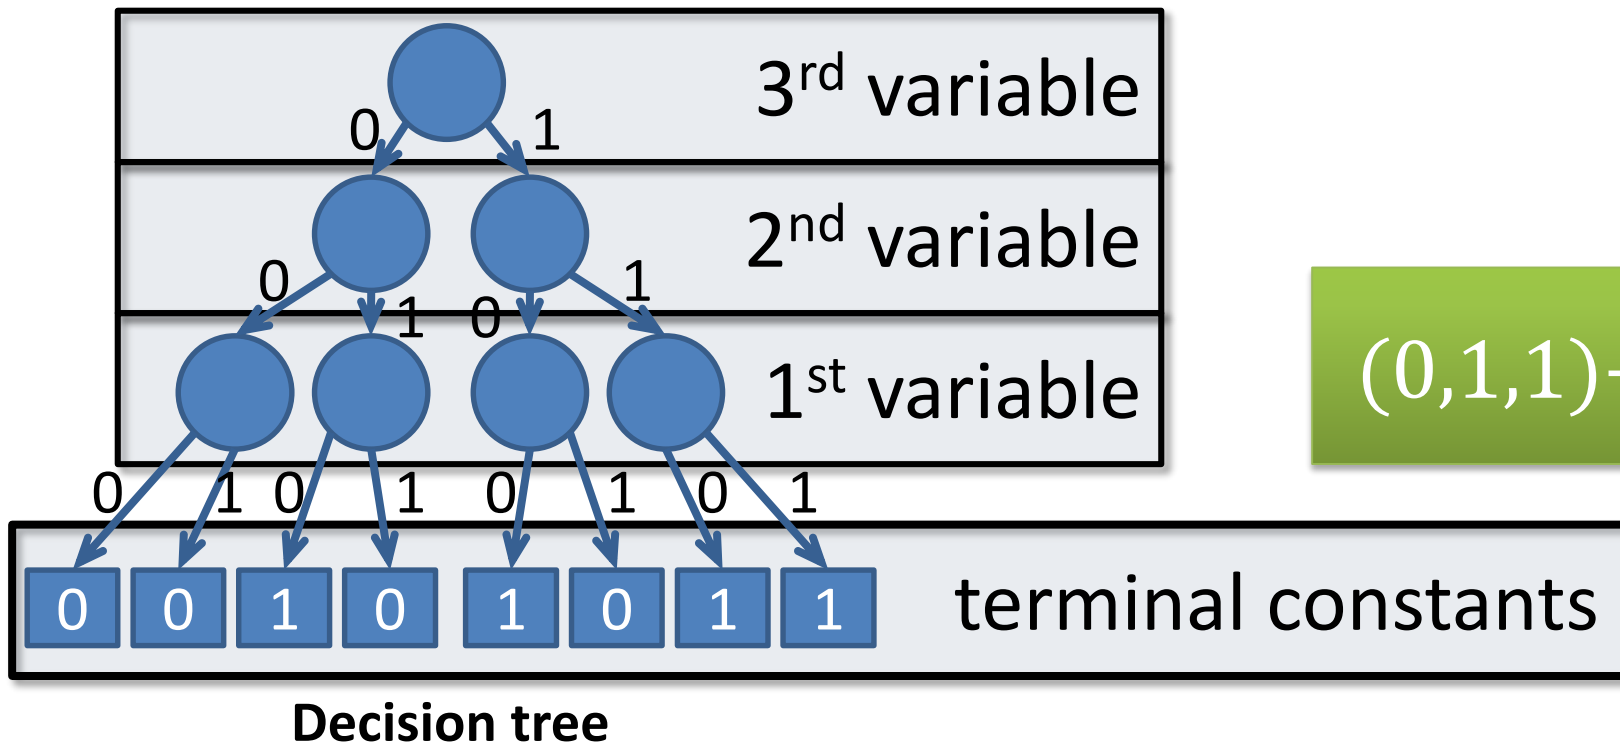 3rd variable
0 1
2nd variable
0 1 0 1
1st variable
(0,1,1)
0 1 0 1 0 1 0 1
0 0 1 0 1 0 1 1
terminal constants
Decision tree